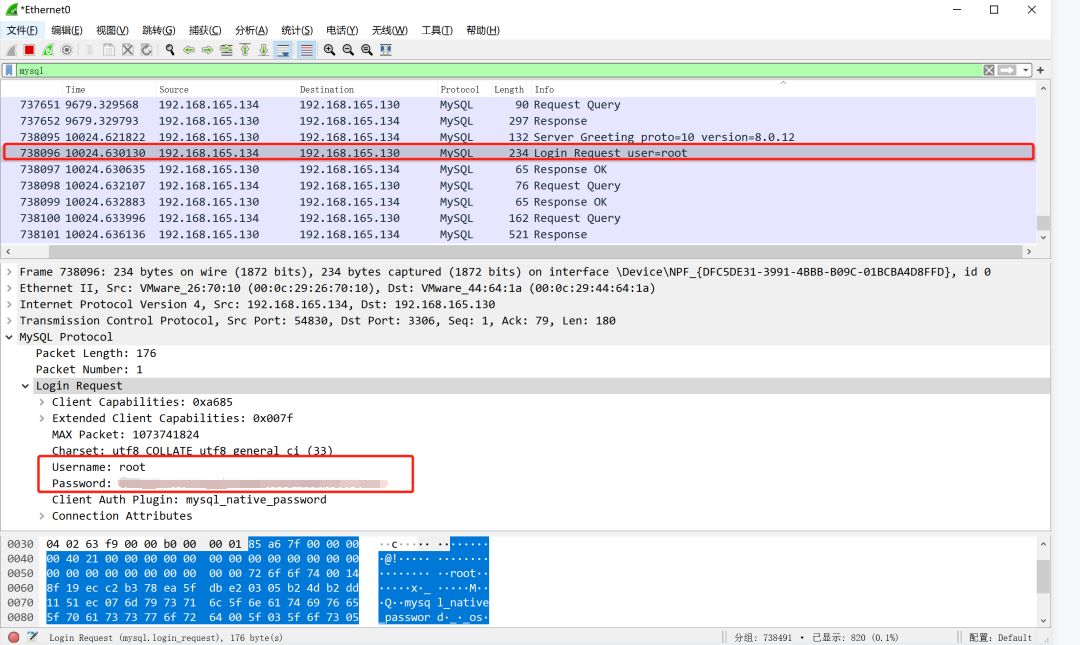 *Ethernet0
文件(F) 编辑(E) 视图(V) 跳转(G) 捕获(C) 分析(A) 统计(S) 电话(Y) 无线(W) 工具(T) 帮助(H)
mysql
Time Source Destination Protocol Length Info
737651 9679.329568 192.168.165.134 192.168.165.130 MySQL 90 Request Query
737652 9679.329793 192.168.165.130 192.168.165.134 MySQL 297 Response
738095 10024.621822 192.168.165.130 192.168.165.134 MySQL 132 Server Greeting proto=10 version=8.0.12
738096 10024.630130 192.168.165.134 192.168.165.130 MySQL 234 Login Request user=root
738097 10024.630635 192.168.165.130 192.168.165.134 MySQL 65 Response OK
738098 10024.632107 192.168.165.134 192.168.165.130 MySQL 76 Request Query
738099 10024.632883 192.168.165.130 192.168.165.134 MySQL 65 Response OK
738100 10024.633996 192.168.165.134 192.168.165.130 MySQL 162 Request Query
738101 10024.636136 192.168.165.130 192.168.165.134 MySQL 521 Response
Frame 738096: 234 bytes on wire (1872 bits), 234 bytes captured (1872 bits) on interface \Device\NPF_{DFC5DE31-3991-4BBB-B09C-01BCBA4D8FFD}, id 0
Ethernet II, Src: VMware_26:70:10 (00:0c:29:26:70:10), Dst: VMware_44:64:1a (00:0c:29:44:64:1a)
Internet Protocol Version 4, Src: 192.168.165.134, Dst: 192.168.165.130
Transmission Control Protocol, Src Port: 54830, Dst Port: 3306, Seq: 1, Ack: 79, Len: 180
MySQL Protocol
Packet Length: 176
Packet Number: 1
Login Request
Client Capabilities: 0xa685
Extended Client Capabilities: 0x007f
MAX Packet: 1073741824
Charset: utf8 COLLATE utf8_general_ci (33)
Username: root
Password:
Client Auth Plugin: mysql_native_password
Connection Attributes
0030 04 02 63 f9 00 00 b0 00 00 01 85 a6 7f 00 00 00 ··c····· ········
0040 00 40 21 00 00 00 00 00 00 00 00 00 00 00 00 00 ·@!····· ········
0050 00 00 00 00 00 00 00 00 00 00 72 6f 6f 74 00 14 ········ ··root··
0060 8f 19 ec c2 b3 78 ea 5f db e2 03 05 b2 4d b2 dd ·····x·_ ·····M··
0070 11 51 ec 07 6d 79 73 71 6c 5f 6e 61 74 69 76 65 ·Q··mysq l_native
0080 5f 70 61 73 73 77 6f 72 64 00 5f 03 5f 6f 73 05 _passwor d·_·_os·
Login Request (mysql.login_request), 176 byte(s) 分组: 738491 · 已显示: 820 (0.1%) 配置: Default